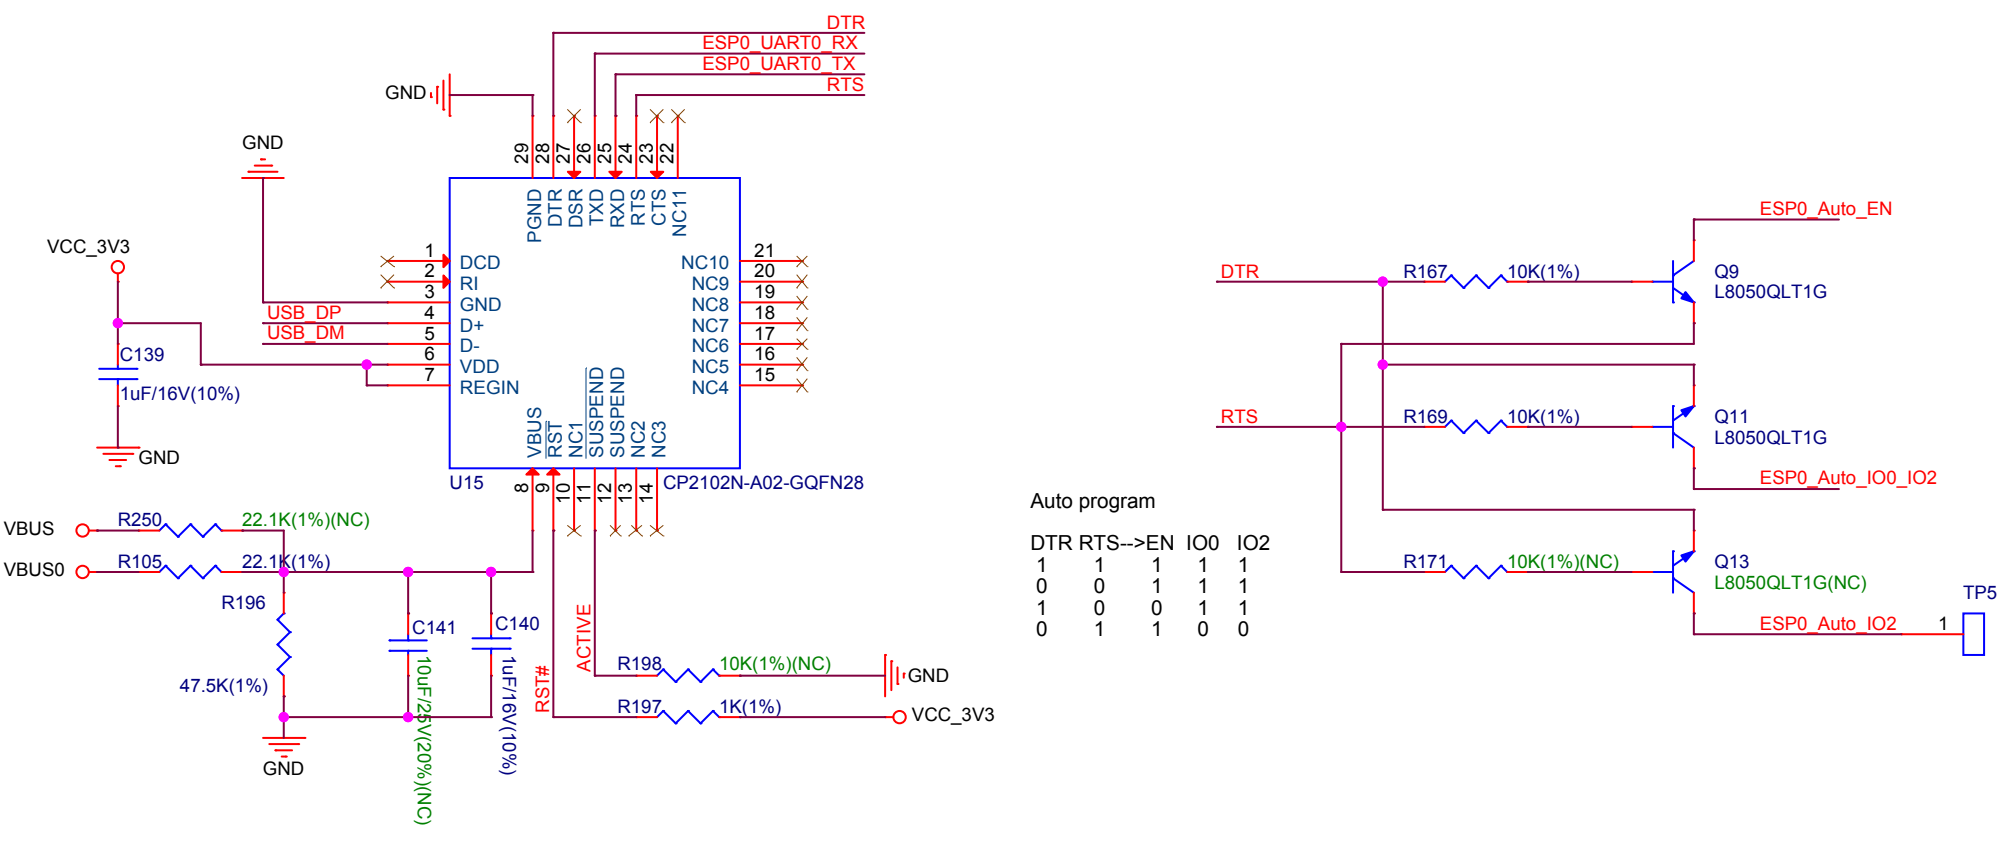 DTR
ESP0_UART0_RX
ESP0_UART0_TX
RTS
GND
GND
29 28 27 26 25 24 23 22
PGND DTR DSR TXD RXD RTS CTS NC11
VCC_3V3
1 DCD
2 RI
3 GND
USB_DP 4 D+
USB_DM 5 D-
6 VDD
7 REGIN
NC10 21
NC9 20
NC8 19
NC7 18
NC6 17
NC5 16
NC4 15
C139
1uF/16V(10%)
GND
VBUS RST NC1 SUSPEND SUSPEND NC2 NC3
8 9 10 11 12 13 14
U15
CP2102N-A02-GQFN28
VBUS R250 22.1K(1%)(NC)
VBUS0 R105 22.1K(1%)
R196
47.5K(1%)
C141
10uF/25V(20%)(NC)
C140
1uF/16V(10%)
GND
RST#
ACTIVE
R198 10K(1%)(NC) GND
R197 1K(1%) VCC_3V3
Auto program
DTR RTS-->EN IO0 IO2
1 1 1 1 1
0 0 1 1 1
1 0 0 1 1
0 1 1 0 0
ESP0_Auto_EN
DTR R167 10K(1%) Q9
L8050QLT1G
RTS R169 10K(1%) Q11
L8050QLT1G
ESP0_Auto_IO0_IO2
R171 10K(1%)(NC) Q13
L8050QLT1G(NC)
TP5
ESP0_Auto_IO2 1